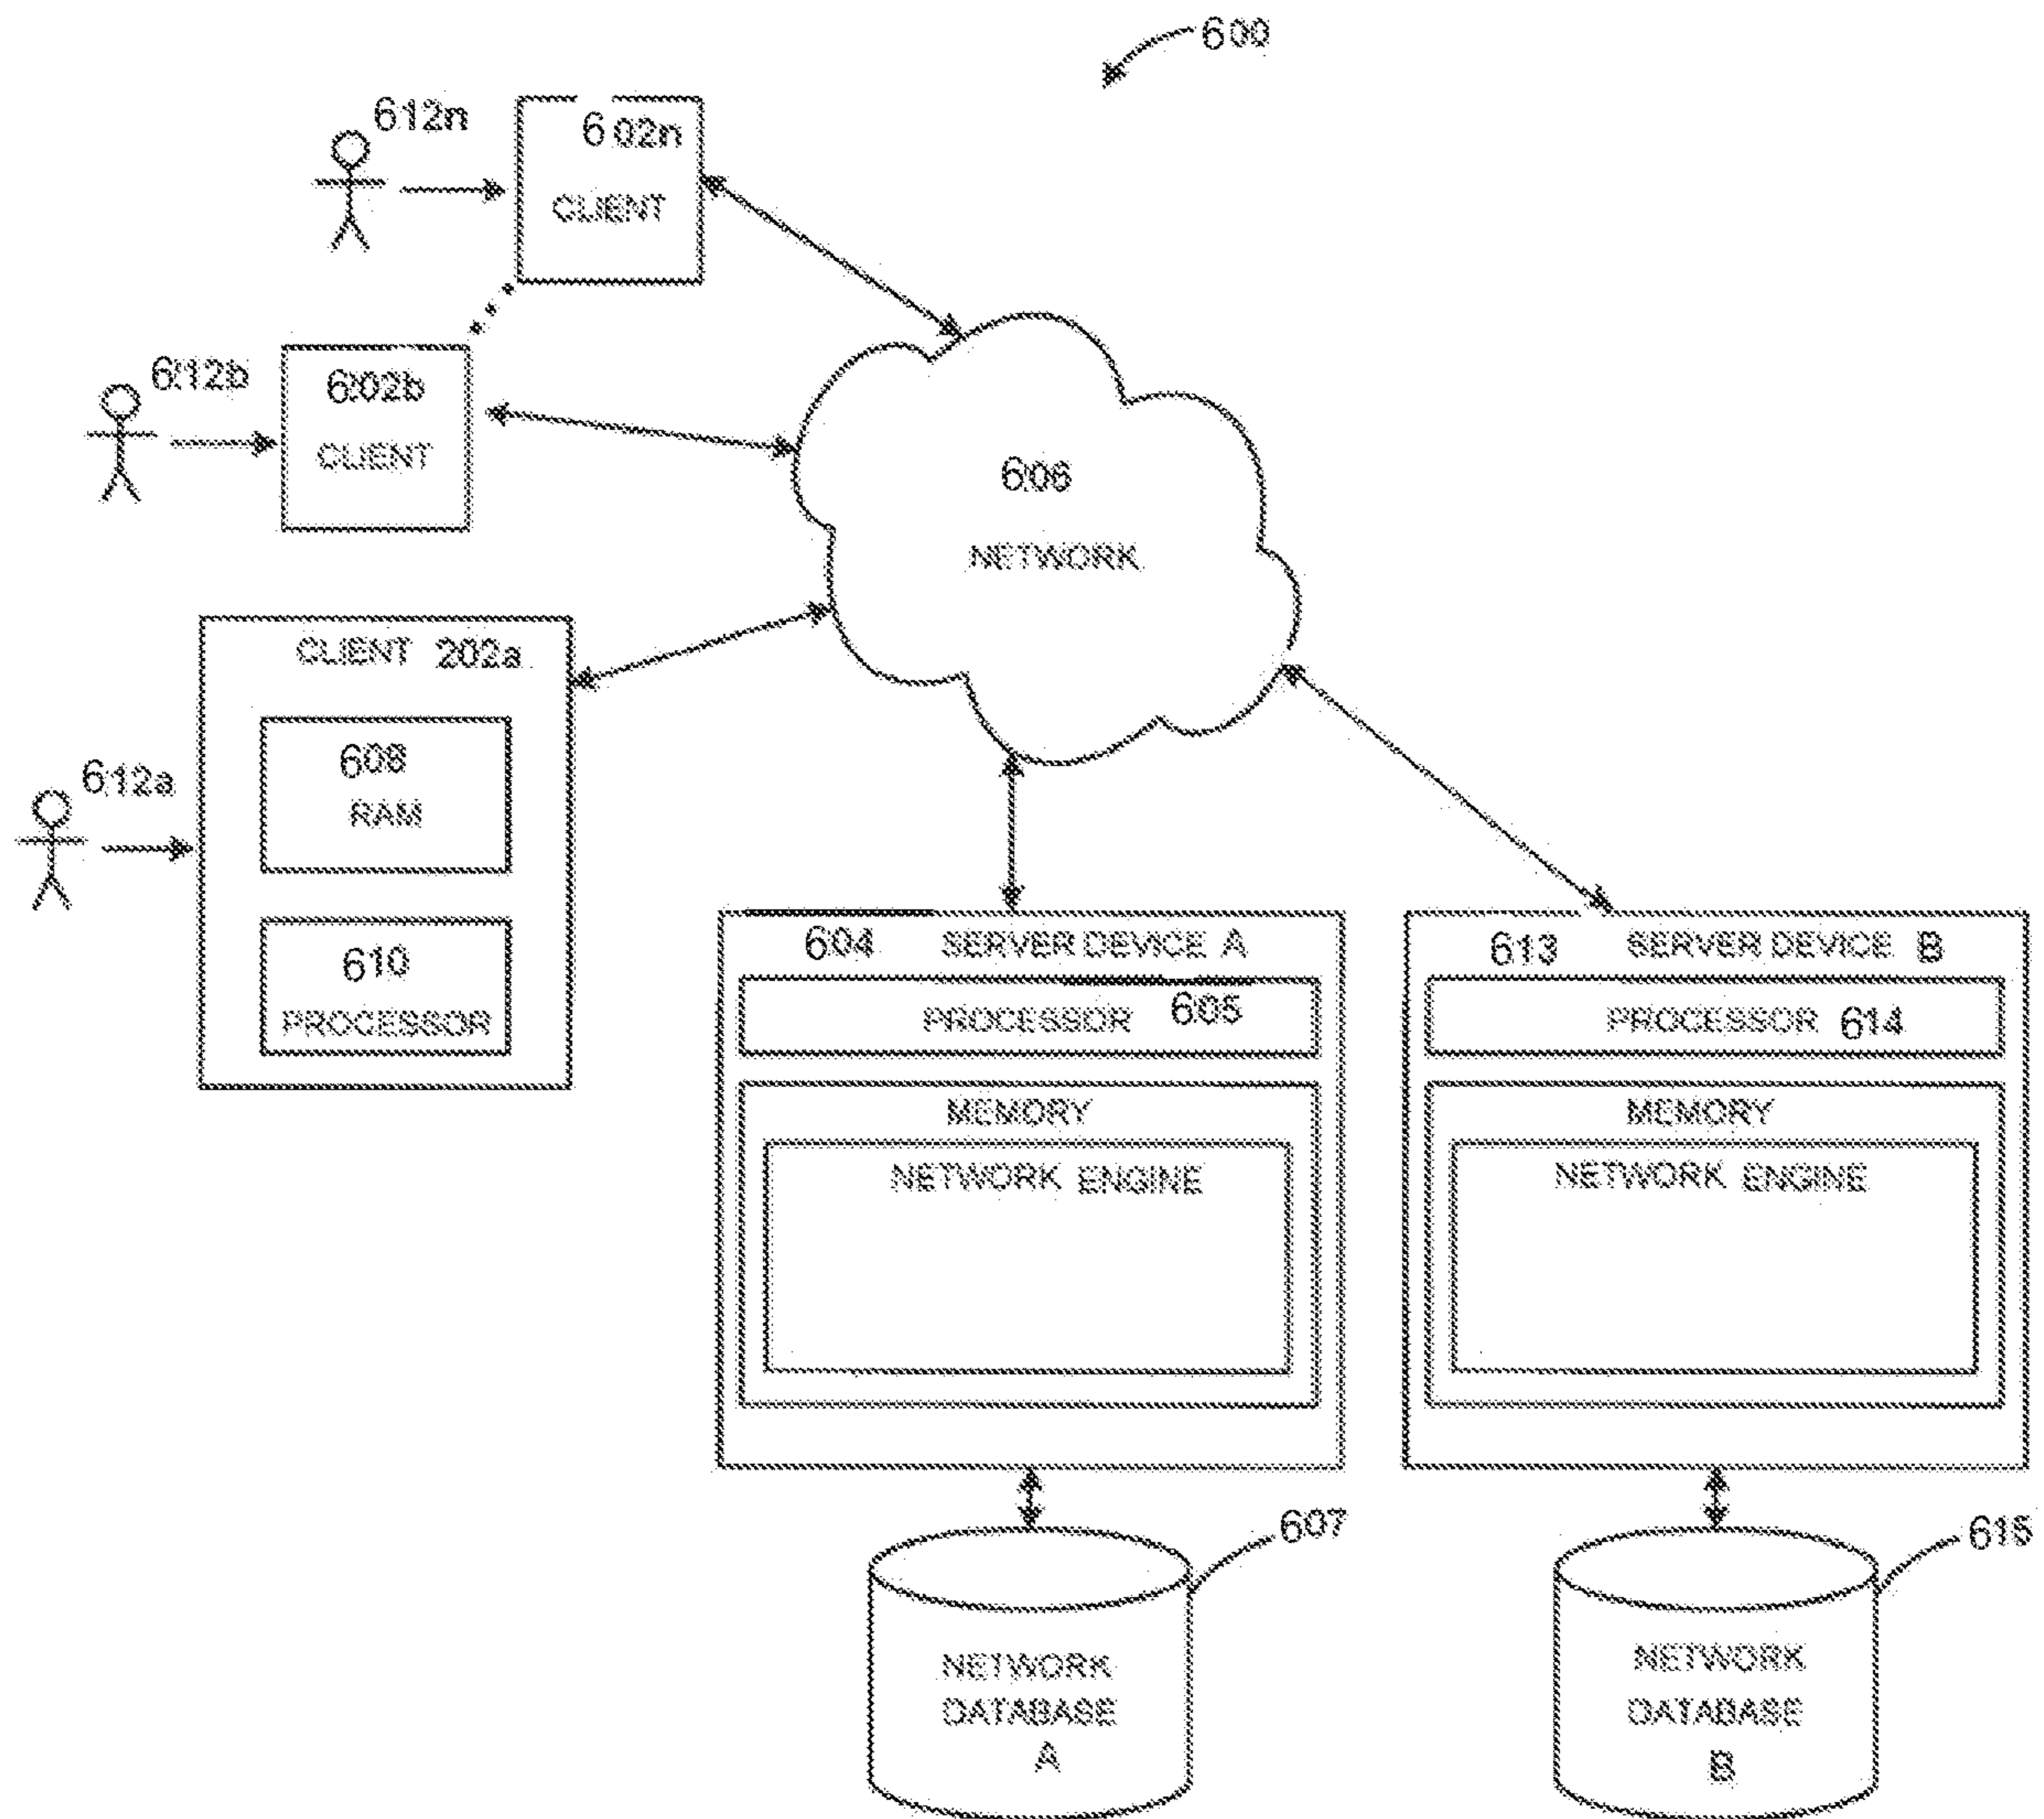 600
612n
602n
CLIENT
612b
602b
CLIENT
606
NETWORK
CLIENT 202a
608
RAM
612a
610
PROCESSOR
604 SERVER DEVICE A
PROCESSOR 605
MEMORY
NETWORK ENGINE
613 SERVER DEVICE B
PROCESSOR 614
MEMORY
NETWORK ENGINE
607
NETWORK
DATABASE
A
615
NETWORK
DATABASE
B